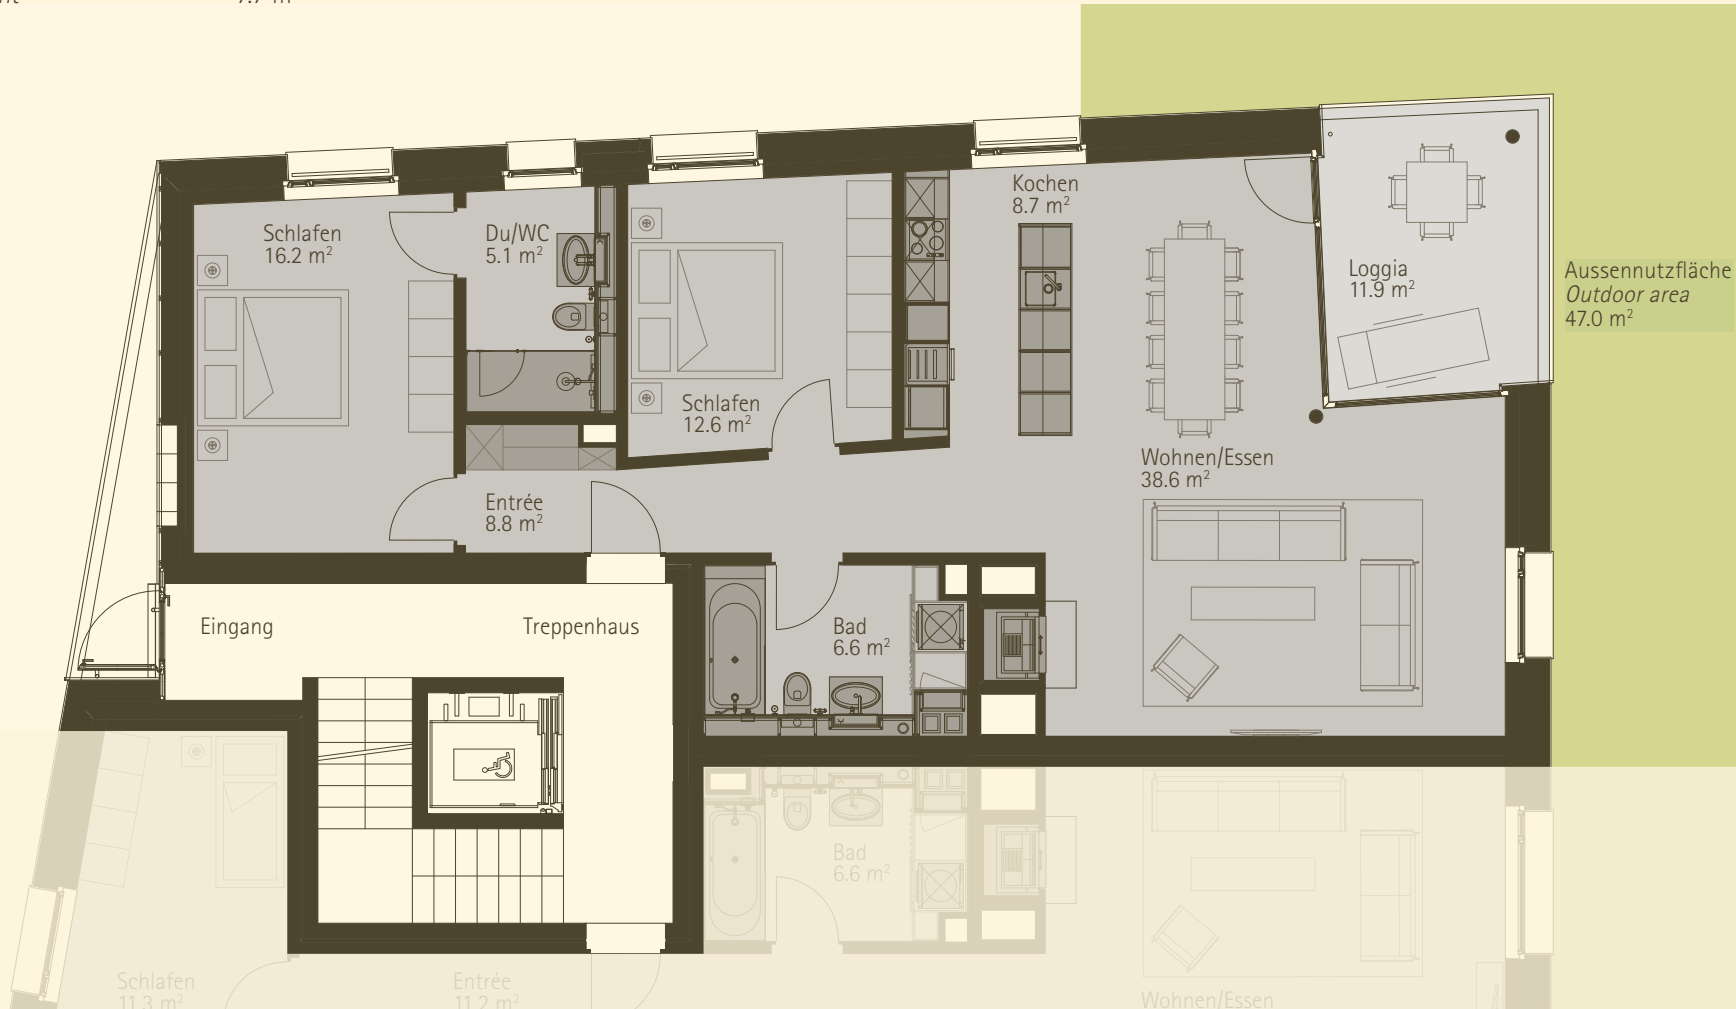 Schlafen
16.2 m²
Du/WC
5.1 m²
Schlafen
12.6 m²
Kochen
8.7 m²
Loggia
11.9 m²
Aussennutzfläche
Outdoor area
47.0 m²
Wohnen/Essen
38.6 m²
Entrée
8.8 m²
Eingang
Treppenhaus
Bad
6.6 m²
Bad
6.6 m²
Schlafen
11.3 m²
Entrée
11.2 m²
Wohnen/Essen